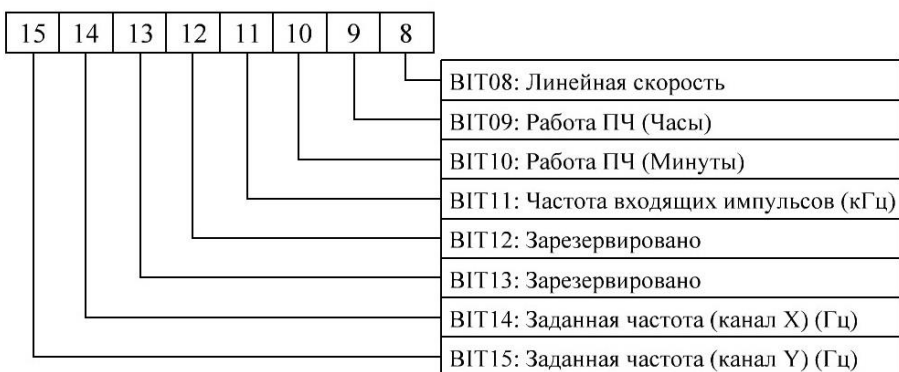 15 14 13 12 11 10 9 8
BIT08: Линейная скорость
BIT09: Работа ПЧ (Часы)
BIT10: Работа ПЧ (Минуты)
BIT11: Частота входящих импульсов (кГц)
BIT12: Зарезервировано
BIT13: Зарезервировано
BIT14: Заданная частота (канал X) (Гц)
BIT15: Заданная частота (канал Y) (Гц)